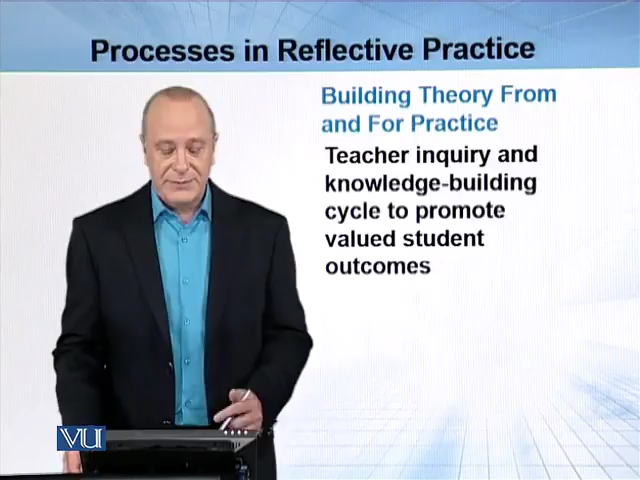 Processes in Reflective Practice
Building Theory From
and For Practice
Teacher inquiry and
knowledge-building
cycle to promote
valued student
outcomes
VU